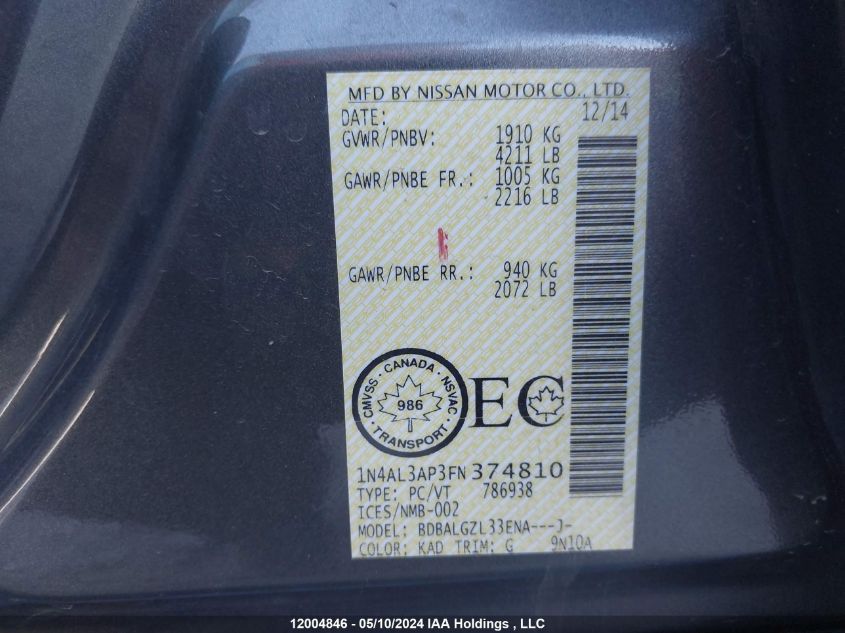 MFD BY NISSAN MOTOR CO., LTD.
DATE: 12/14
GVWR/PNBV: 1910 KG
4211 LB
GAWR/PNBE FR.: 1005 KG
2216 LB
GAWR/PNBE RR.: 940 KG
2072 LB
CMVSS · CANADA · NSVAC · TRANSPORT ·
986
EC
1N4AL3AP3FN374810
TYPE: PC/VT 786938
ICES/NMB-002
MODEL: BDBALGZL33ENA---J-
COLOR: KAD TRIM: G 9N10A
12004846 - 05/10/2024 IAA Holdings , LLC